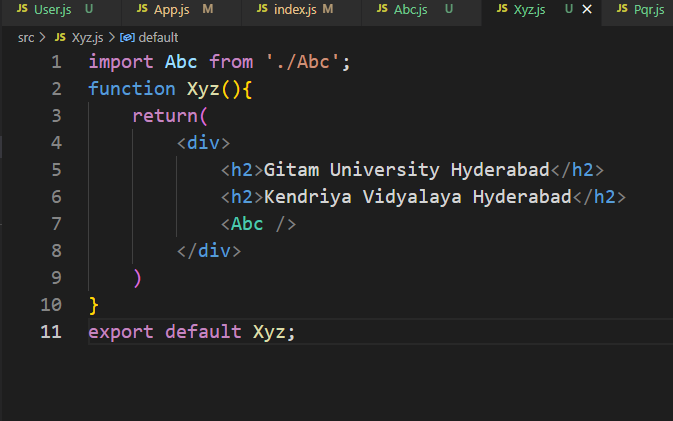 JS User.js U JS App.js M JS index.js M JS Abc.js U JS Xyz.js U JS Pqr.js
src > JS Xyz.js > default
1 import Abc from './Abc';
2 function Xyz(){
3 return(
4 <div>
5 <h2>Gitam University Hyderabad</h2>
6 <h2>Kendriya Vidyalaya Hyderabad</h2>
7 <Abc />
8 </div>
9 )
10 }
11 export default Xyz;